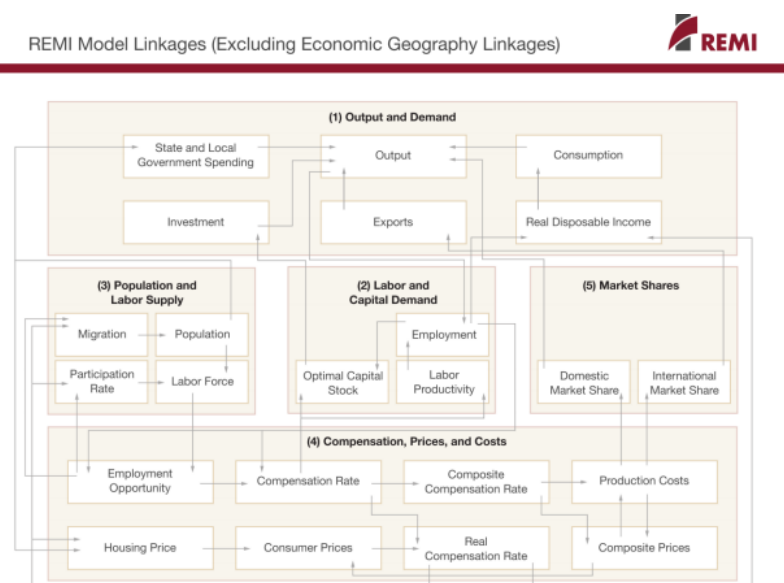 REMI Model Linkages (Excluding Economic Geography Linkages)
REMI
(1) Output and Demand
State and Local
Government Spending
Output
Consumption
Investment
Exports
Real Disposable Income
(3) Population and
Labor Supply
Migration
Population
Participation
Rate
Labor Force
(2) Labor and
Capital Demand
Employment
Optimal Capital
Stock
Labor
Productivity
(5) Market Shares
Domestic
Market Share
International
Market Share
(4) Compensation, Prices, and Costs
Employment
Opportunity
Compensation Rate
Composite
Compensation Rate
Production Costs
Housing Price
Consumer Prices
Real
Compensation Rate
Composite Prices